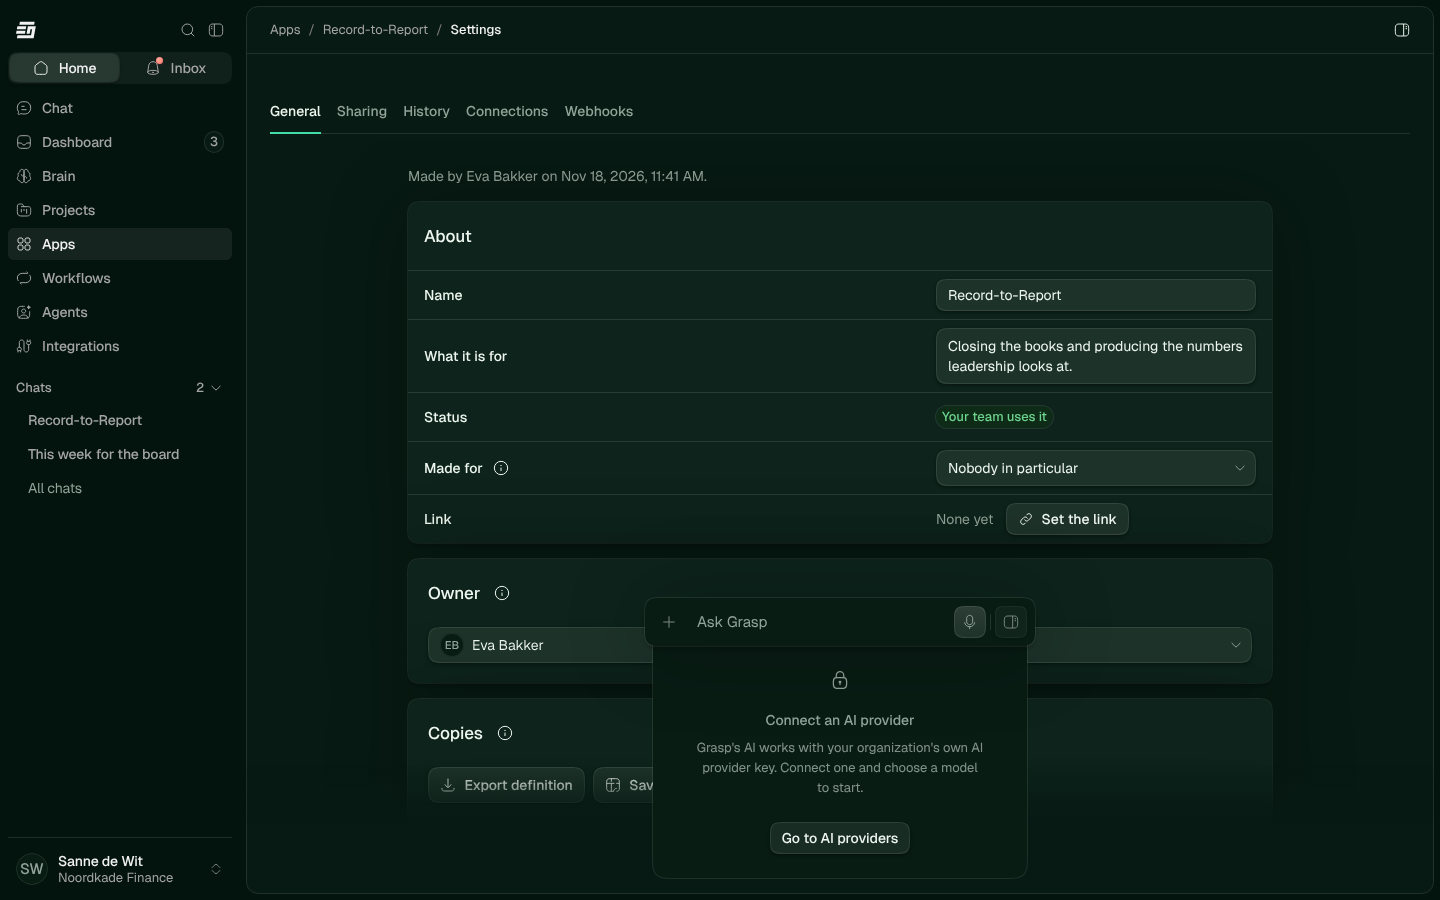 Apps / Record-to-Report / Settings
Home
Inbox
Chat
Dashboard 3
Brain
Projects
Apps
Workflows
Agents
Integrations
Chats 2
Record-to-Report
This week for the board
All chats
SW
Sanne de Wit
Noordkade Finance
General Sharing History Connections Webhooks
Made by Eva Bakker on Nov 18, 2026, 11:41 AM.
About
Name
Record-to-Report
What it is for
Closing the books and producing the numbers
leadership looks at.
Status
Your team uses it
Made for
Nobody in particular
Link
None yet
Set the link
Owner
EB Eva Bakker
Copies
Export definition
Ask Grasp
Connect an AI provider
Grasp's AI works with your organization's own AI
provider key. Connect one and choose a model
to start.
Go to AI providers